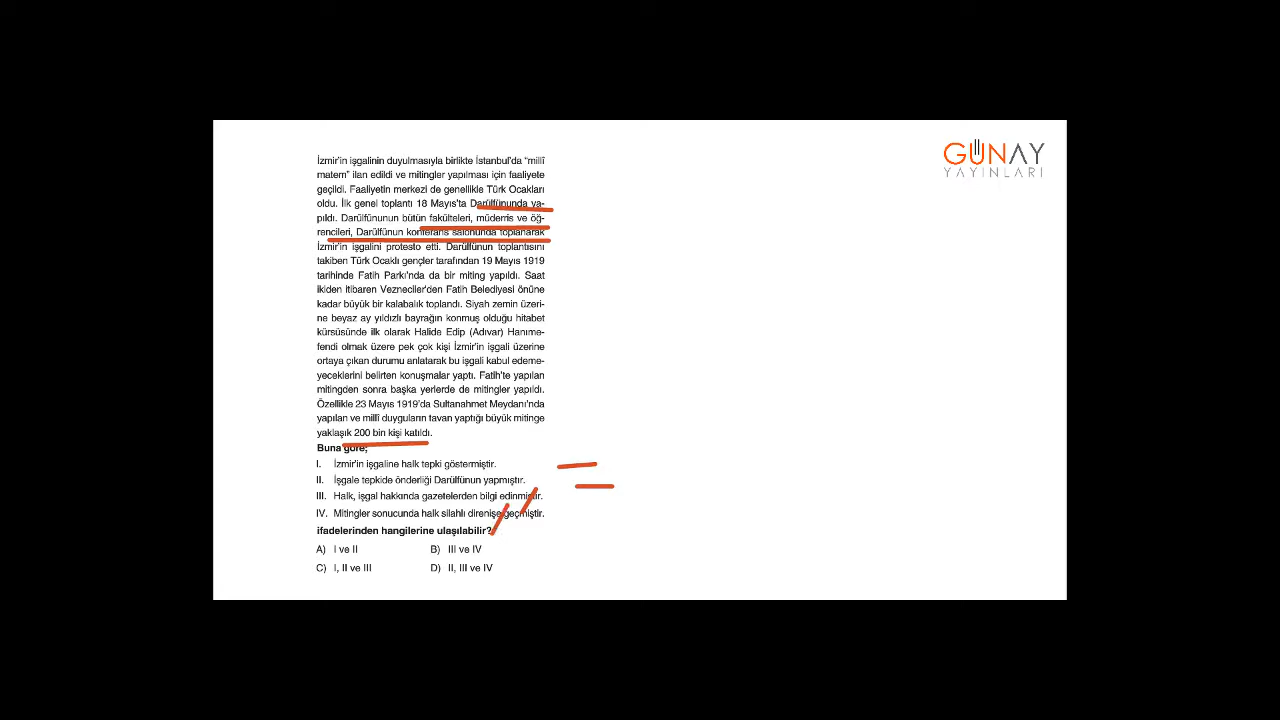 GÜNAY
YAYINLARI
İzmir'in işgalinin duyulmasıyla birlikte İstanbul'da "millî
matem" ilan edildi ve mitingler yapılması için faaliyete
geçildi. Faaliyetin merkezi de genellikle Türk Ocakları
oldu. İlk genel toplantı 18 Mayıs'ta Darülfünunda ya-
pıldı. Darülfünunun bütün fakülteleri, müderris ve öğ-
rencileri, Darülfünun konferans salonunda toplanarak
İzmir'in işgalini protesto etti. Darülfünun toplantısını
takiben Türk Ocaklı gençler tarafından 19 Mayıs 1919
tarihinde Fatih Parkı'nda da bir miting yapıldı. Saat
ikiden itibaren Vezneciler'den Fatih Belediyesi önüne
kadar büyük bir kalabalık toplandı. Siyah zemin üzeri-
ne beyaz ay yıldızlı bayrağın konmuş olduğu hitabet
kürsüsünde ilk olarak Halide Edip (Adıvar) Hanıme-
fendi olmak üzere pek çok kişi İzmir'in işgali üzerine
ortaya çıkan durumu anlatarak bu işgali kabul edeme-
yeceklerini belirten konuşmalar yaptı. Fatih'te yapılan
mitingden sonra başka yerlerde de mitingler yapıldı.
Özellikle 23 Mayıs 1919'da Sultanahmet Meydanı'nda
yapılan ve millî duyguların tavan yaptığı büyük mitinge
yaklaşık 200 bin kişi katıldı.
Buna göre;
I. İzmir'in işgaline halk tepki göstermiştir.
II. İşgale tepkide önderliği Darülfünun yapmıştır.
III. Halk, işgal hakkında gazetelerden bilgi edinmiştir.
IV. Mitingler sonucunda halk silahlı direnişe geçmiştir.
ifadelerinden hangilerine ulaşılabilir?
A) I ve II B) III ve IV
C) I, II ve III D) II, III ve IV